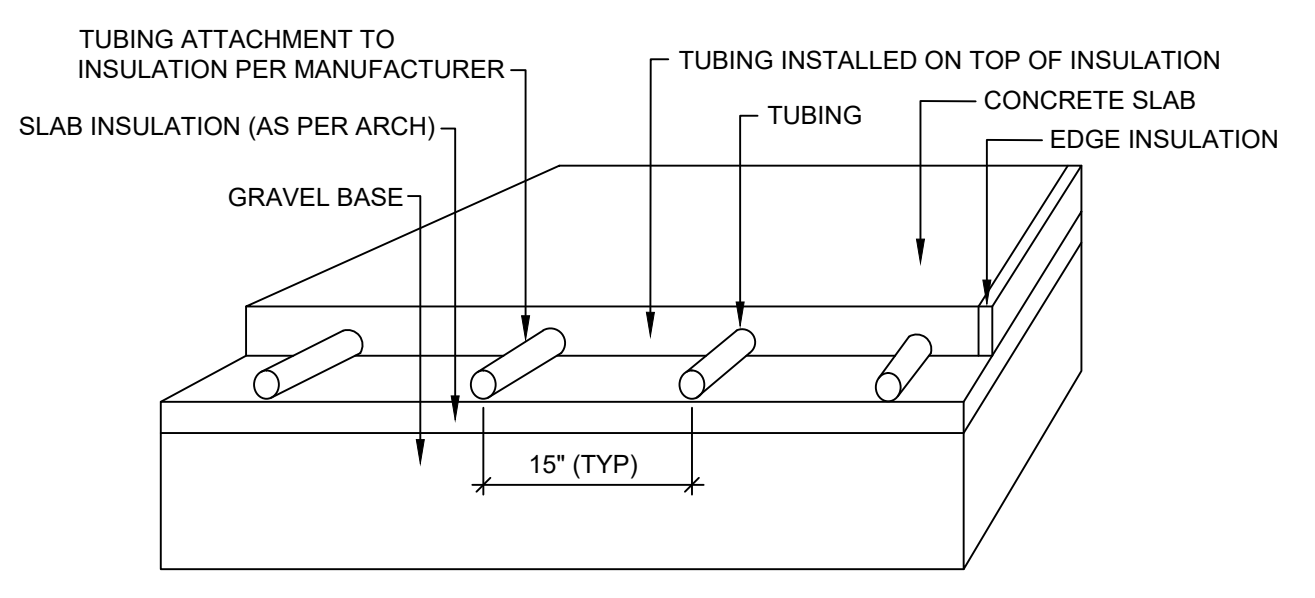 TUBING ATTACHMENT TO
INSULATION PER MANUFACTURER
TUBING INSTALLED ON TOP OF INSULATION
CONCRETE SLAB
TUBING
SLAB INSULATION (AS PER ARCH)
EDGE INSULATION
GRAVEL BASE
15" (TYP)